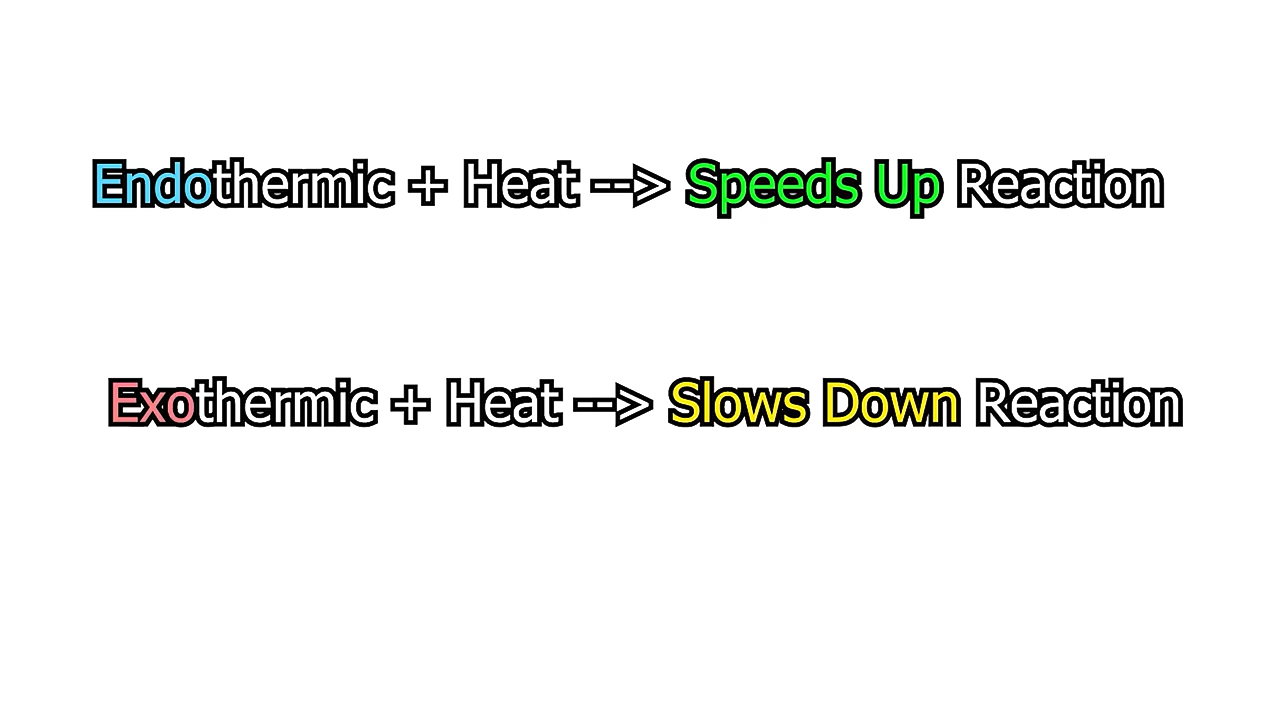 Endothermic + Heat --> Speeds Up Reaction
Exothermic + Heat --> Slows Down Reaction